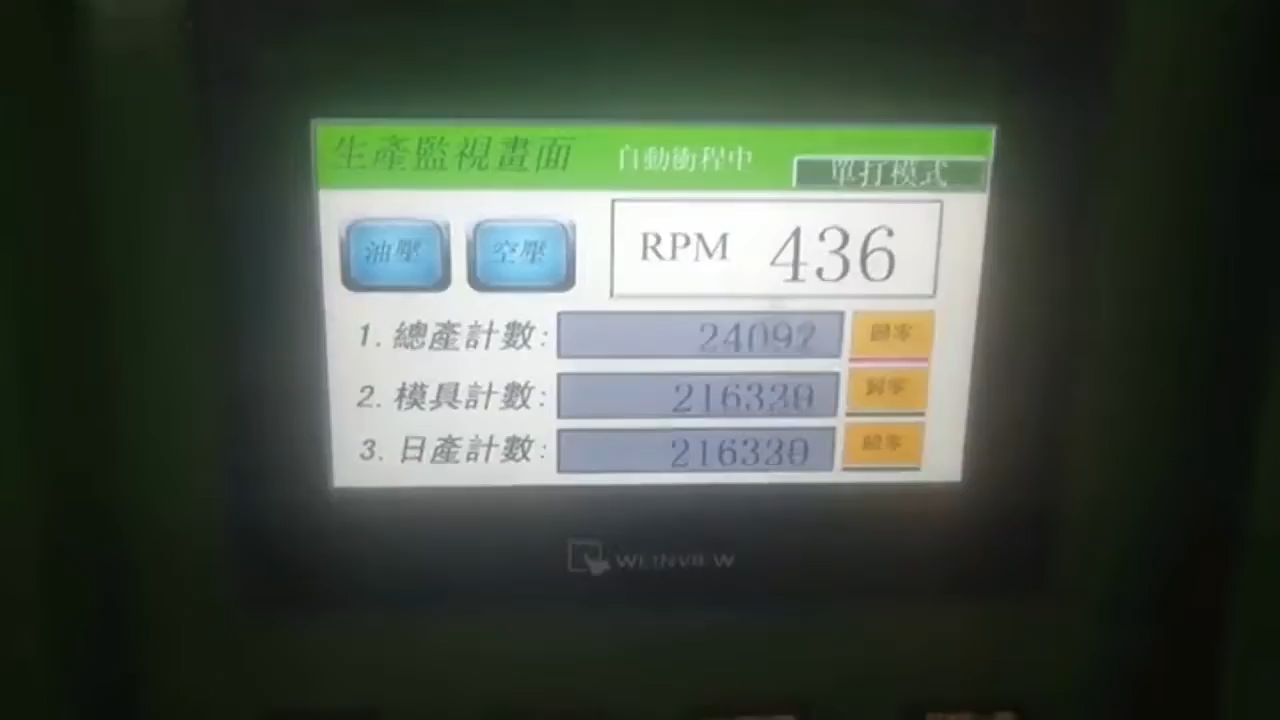 生產監視畫面 自動衝程中 單打模式
油壓 空壓 RPM 436
1. 總產計數: 24092 歸零
2. 模具計數: 歸零
3. 日產計數: 歸零
WEINVIEW